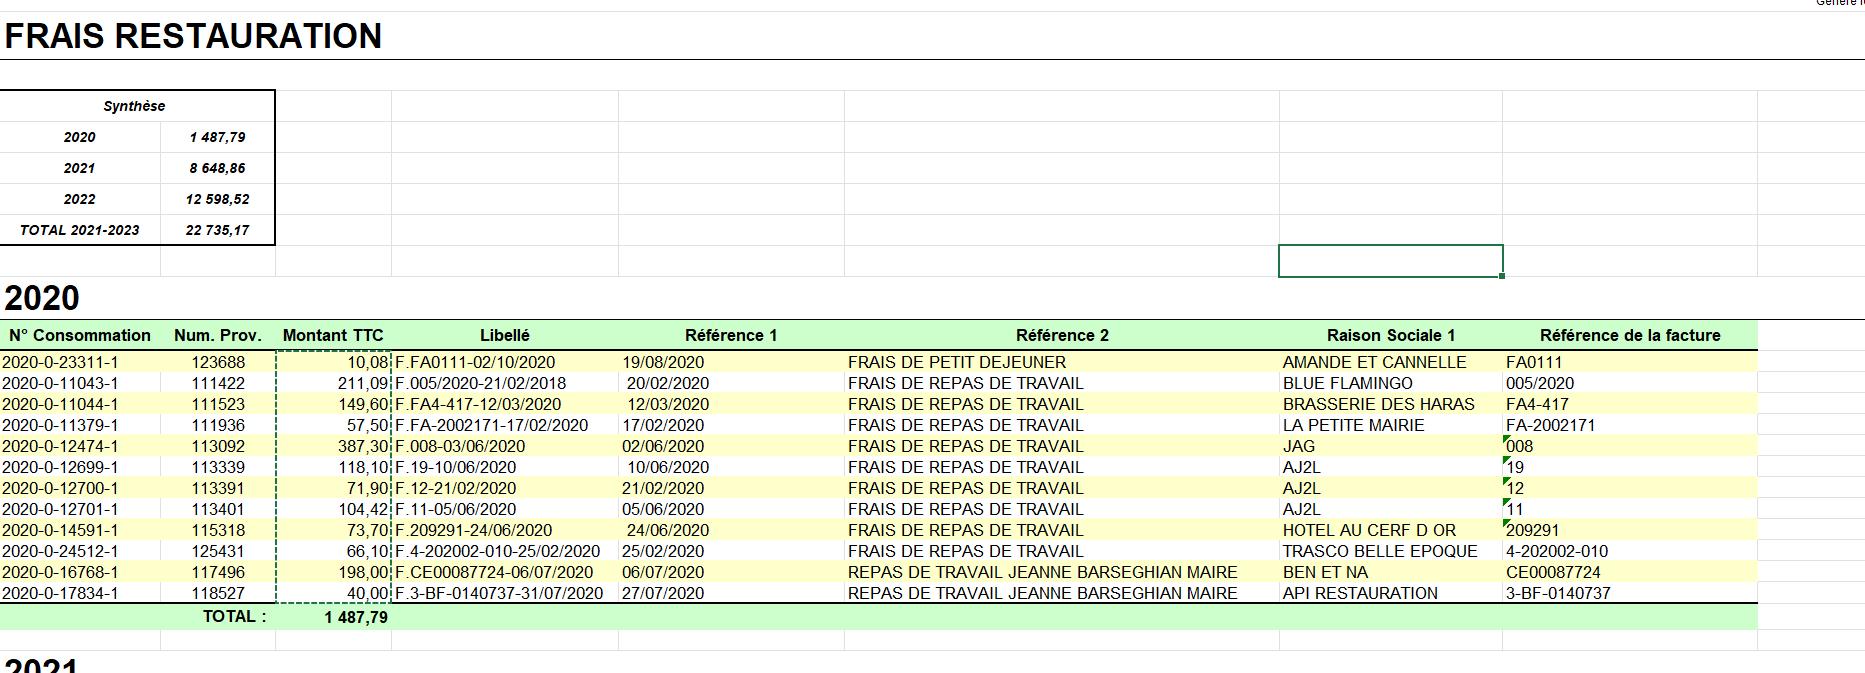 FRAIS RESTAURATION
Synthèse
2020 1 487,79
2021 8 648,86
2022 12 598,52
TOTAL 2021-2023 22 735,17
2020
N° Consommation Num. Prov. Montant TTC Libellé Référence 1 Référence 2 Raison Sociale 1 Référence de la facture
2020-0-23311-1 123688 10,08 F.FA0111-02/10/2020 19/08/2020 FRAIS DE PETIT DEJEUNER AMANDE ET CANNELLE FA0111
2020-0-11043-1 111422 211,09 F.005/2020-21/02/2018 20/02/2020 FRAIS DE REPAS DE TRAVAIL BLUE FLAMINGO 005/2020
2020-0-11044-1 111523 149,60 F.FA4-417-12/03/2020 12/03/2020 FRAIS DE REPAS DE TRAVAIL BRASSERIE DES HARAS FA4-417
2020-0-11379-1 111936 57,50 F.FA-2002171-17/02/2020 17/02/2020 FRAIS DE REPAS DE TRAVAIL LA PETITE MAIRIE FA-2002171
2020-0-12474-1 113092 387,30 F.008-03/06/2020 02/06/2020 FRAIS DE REPAS DE TRAVAIL JAG 008
2020-0-12699-1 113339 118,10 F.19-10/06/2020 10/06/2020 FRAIS DE REPAS DE TRAVAIL AJ2L 19
2020-0-12700-1 113391 71,90 F.12-21/02/2020 21/02/2020 FRAIS DE REPAS DE TRAVAIL AJ2L 12
2020-0-12701-1 113401 104,42 F.11-05/06/2020 05/06/2020 FRAIS DE REPAS DE TRAVAIL AJ2L 11
2020-0-14591-1 115318 73,70 F.209291-24/06/2020 24/06/2020 FRAIS DE REPAS DE TRAVAIL HOTEL AU CERF D OR 209291
2020-0-24512-1 125431 66,10 F.4-202002-010-25/02/2020 25/02/2020 FRAIS DE REPAS DE TRAVAIL TRASCO BELLE EPOQUE 4-202002-010
2020-0-16768-1 117496 198,00 F.CE00087724-06/07/2020 06/07/2020 REPAS DE TRAVAIL JEANNE BARSEGHIAN MAIRE BEN ET NA CE00087724
2020-0-17834-1 118527 40,00 F.3-BF-0140737-31/07/2020 27/07/2020 REPAS DE TRAVAIL JEANNE BARSEGHIAN MAIRE API RESTAURATION 3-BF-0140737
TOTAL : 1 487,79
2021